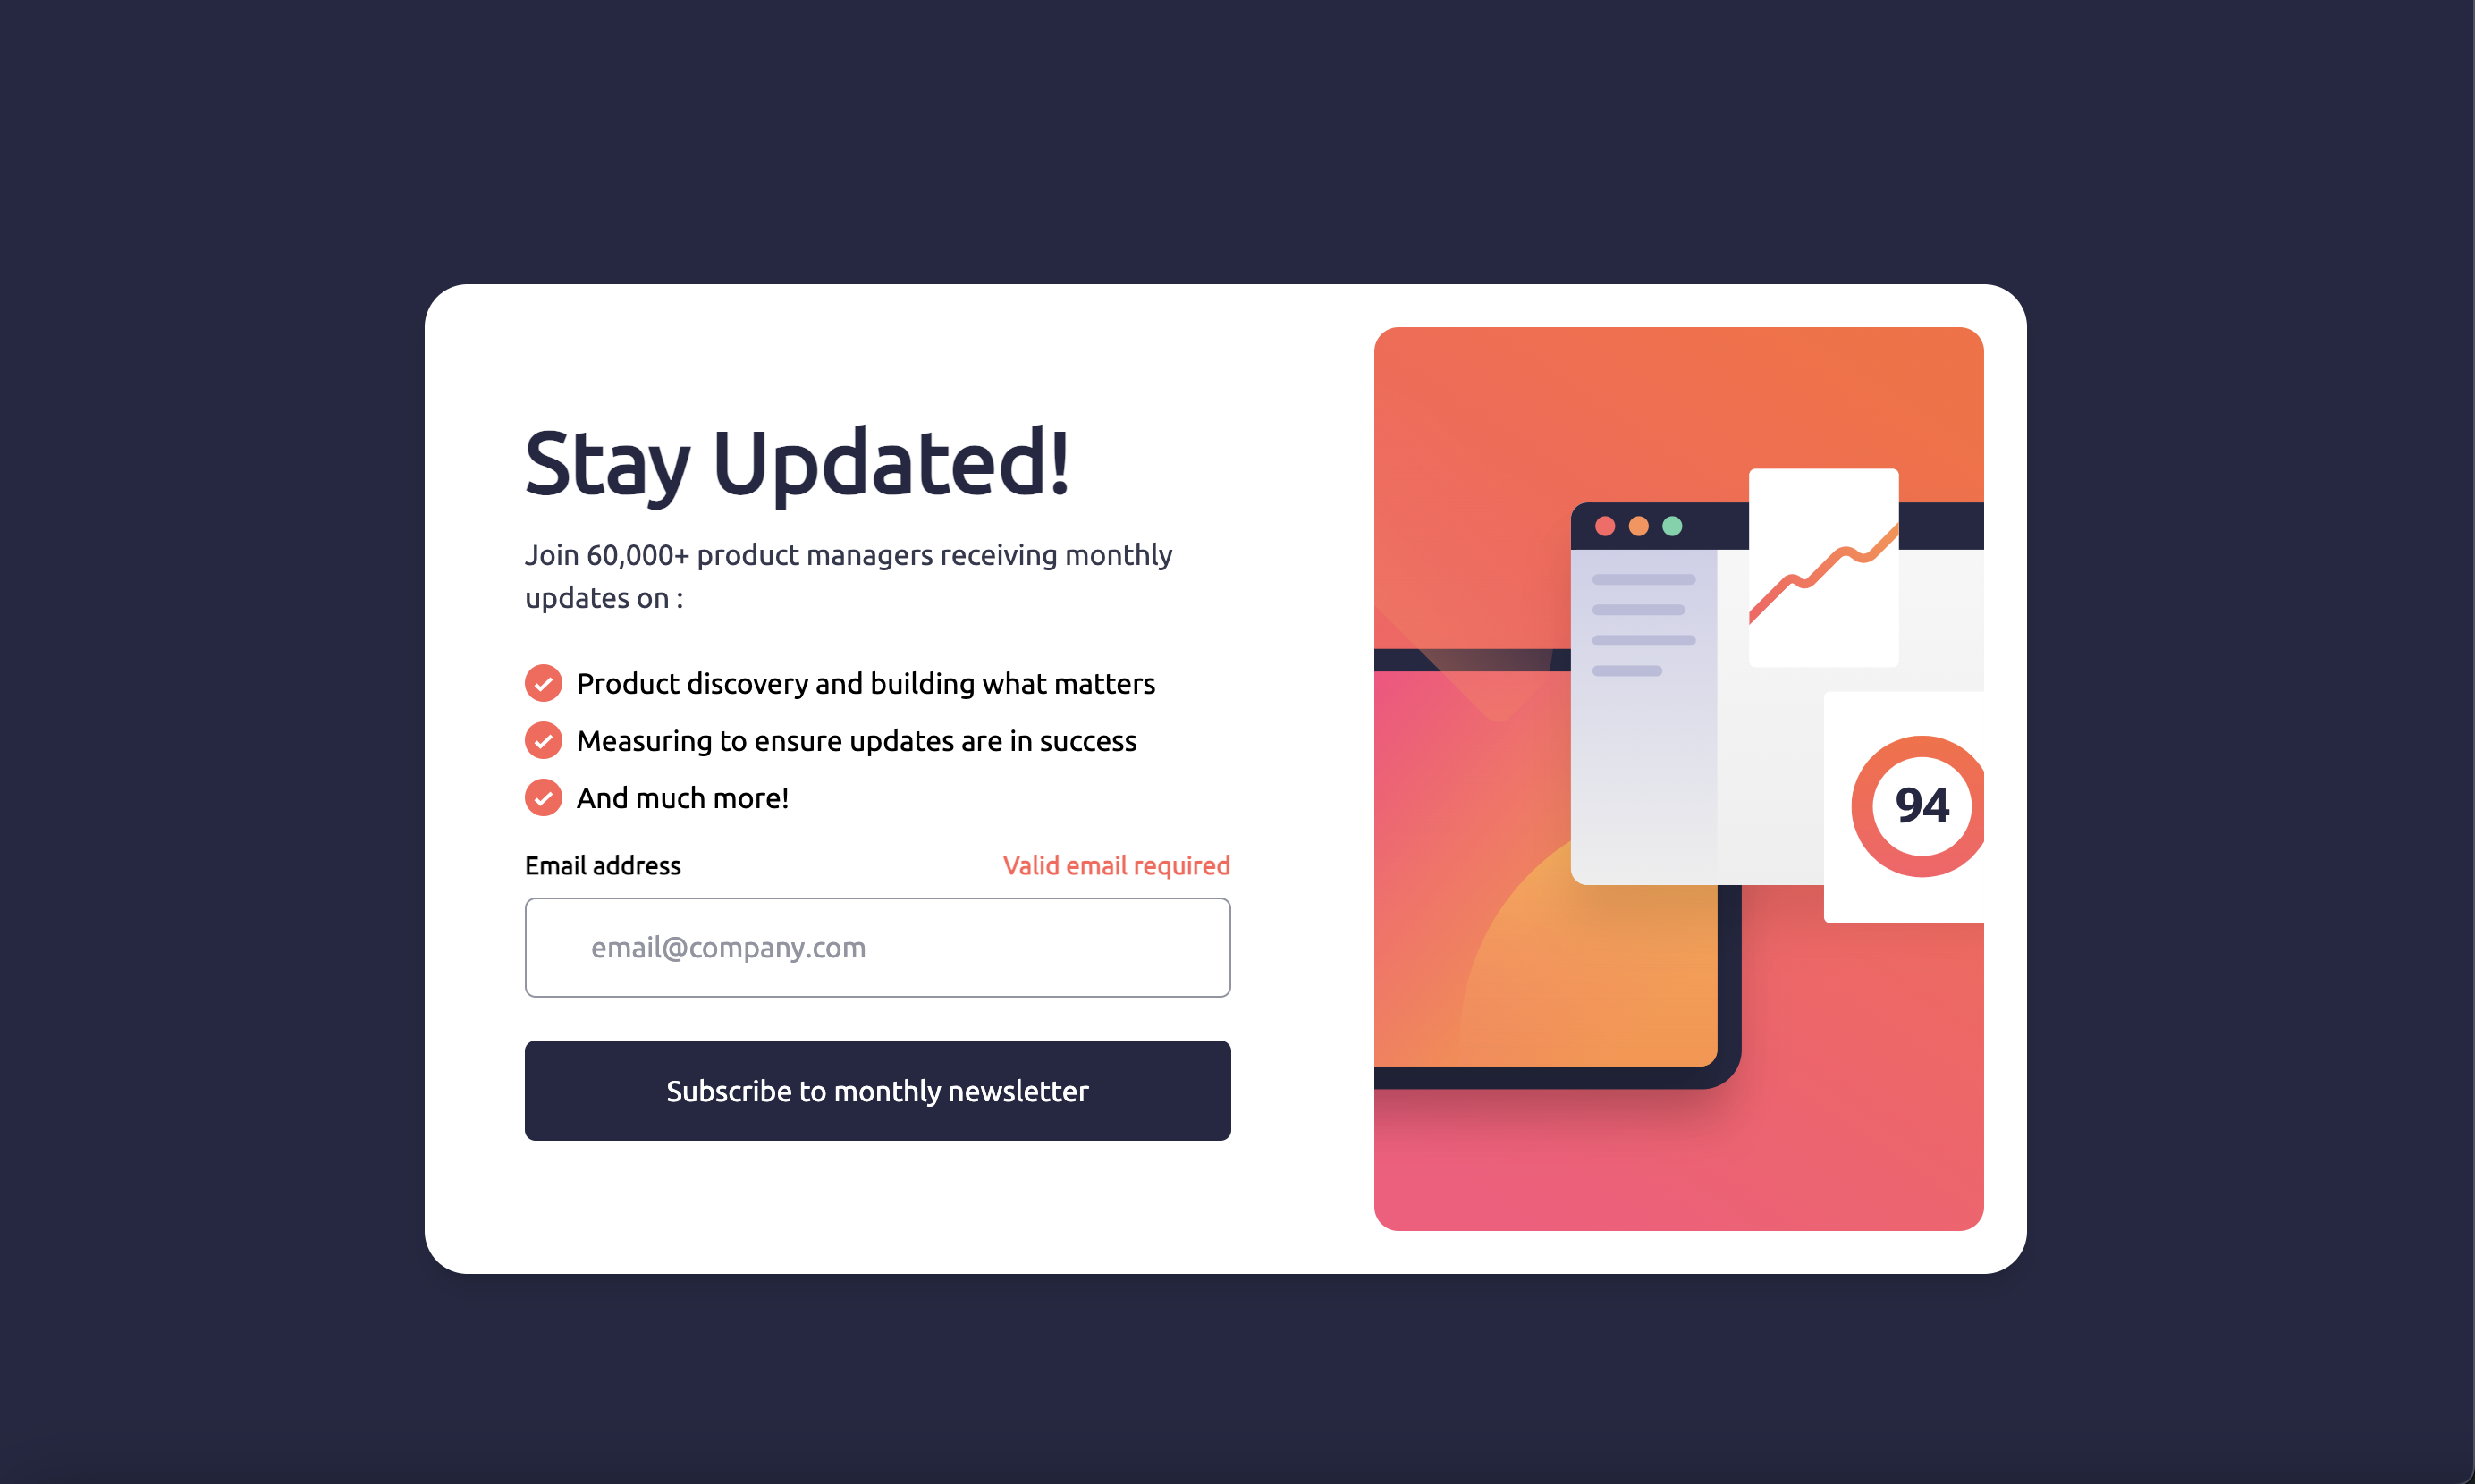 Stay Updated!
Join 60,000+ product managers receiving monthly
updates on :
Product discovery and building what matters
Measuring to ensure updates are in success
And much more!
Email address
Valid email required
email@company.com
Subscribe to monthly newsletter
94